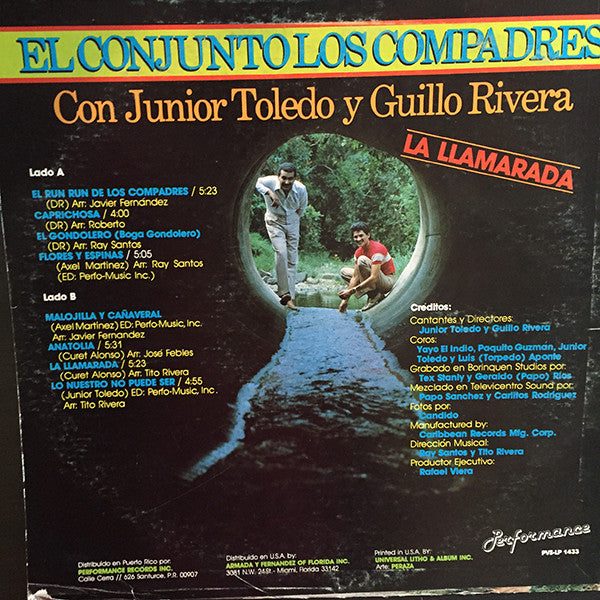 EL CONJUNTO LOS COMPADRES
Con Junior Toledo y Guillo Rivera
LA LLAMARADA
Lado A
EL RUN RUN DE LOS COMPADRES / 5:23
(DR) Arr: Javier Fernández
CAPRICHOSA / 4:00
(DR) Arr: Roberto
EL GONDOLERO (Boga Gondolero)
(DR) Arr: Ray Santos
FLORES Y ESPINAS / 5:05
(Axel Martinez) Arr: Ray Santos
(ED: Perfo-Music Inc.)
Lado B
MALOJILLA Y CAÑAVERAL
(Axel Martinez) ED: Perfo-Music, Inc.
Arr: Javier Fernandez
ANATOLIA / 5:31
(Curet Alonso) Arr: José Febles
LA LLAMARADA / 5:23
(Curet Alonso) Arr: Tito Rivera
LO NUESTRO NO PUEDE SER / 4:55
(Junior Toledo) ED: Perfo-Music, Inc.
Arr: Tito Rivera
Créditos:
Cantantes y Directores:
Junior Toledo y Guillo Rivera
Coros:
Yayo El Indio, Paquito Guzmán, Junior
Toledo y Luis (Torpedo) Aponte
Grabado en Borinquen Studios por:
Tex Stanly y Geraldo (Papo) Ríos
Mezclado en Televicentro Sound por:
Papo Sanchez y Carlitos Rodriguez
Fotos por:
Candido
Manufactured by:
Caribbean Records Mfg. Corp.
Dirección Musical:
Ray Santos y Tito Rivera
Productor Ejecutivo:
Rafael Viera
Performance
PVS-LP 1433
Distribuido en Puerto Rico por:
PERFORMANCE RECORDS INC.
Calle Cerra // 626 Santurce, P.R. 00907
Distribuido en U.S.A. by:
ARMADA Y FERNANDEZ OF FLORIDA INC.
3081 N.W. 24St. - Miami, Florida 33142
Printed in U.S.A. BY:
UNIVERSAL LITHO & ALBUM INC.
Arte: PERAZA